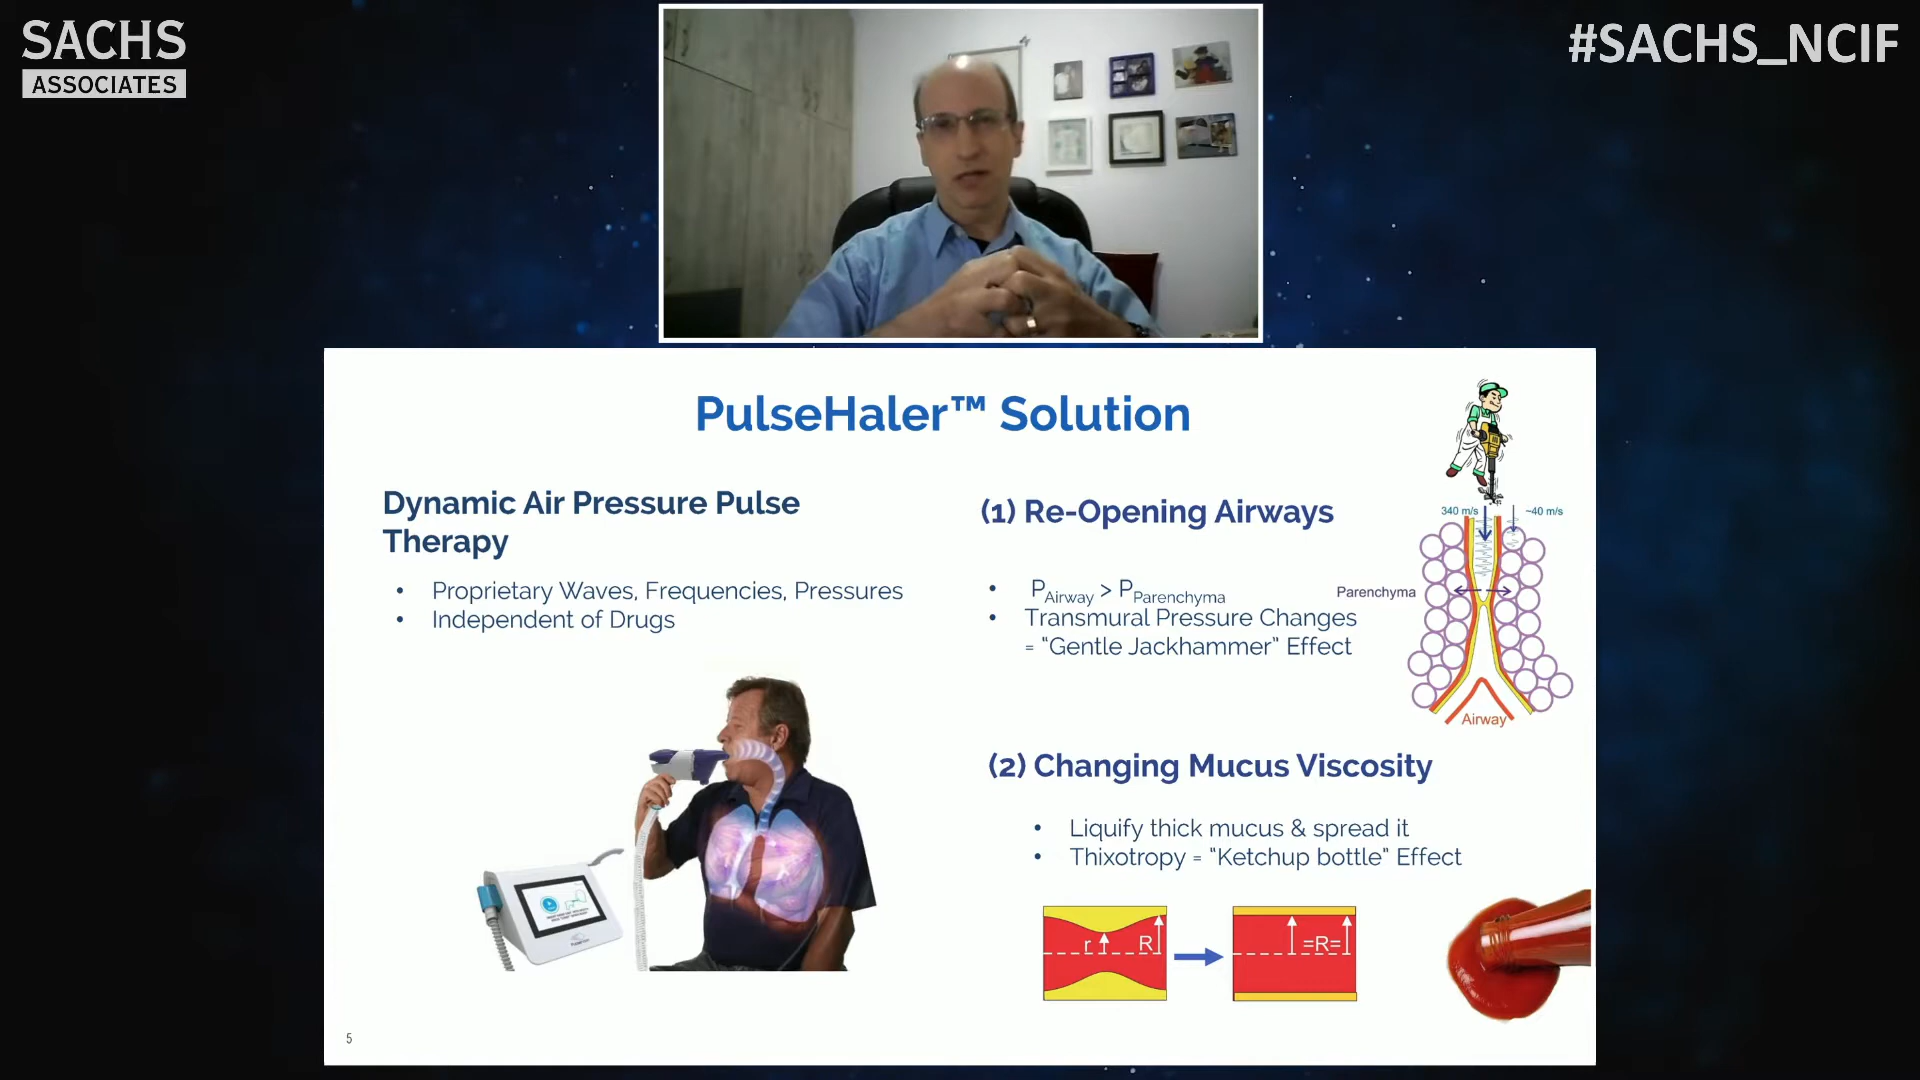 SACHS
ASSOCIATES
#SACHS_NCIF
PulseHaler™ Solution
Dynamic Air Pressure Pulse
Therapy
• Proprietary Waves, Frequencies, Pressures
• Independent of Drugs
(1) Re-Opening Airways
• PAirway > PParenchyma
• Transmural Pressure Changes
= “Gentle Jackhammer” Effect
340 m/s
~40 m/s
Parenchyma
Airway
(2) Changing Mucus Viscosity
• Liquify thick mucus & spread it
• Thixotropy = “Ketchup bottle” Effect
r R
=R=
5